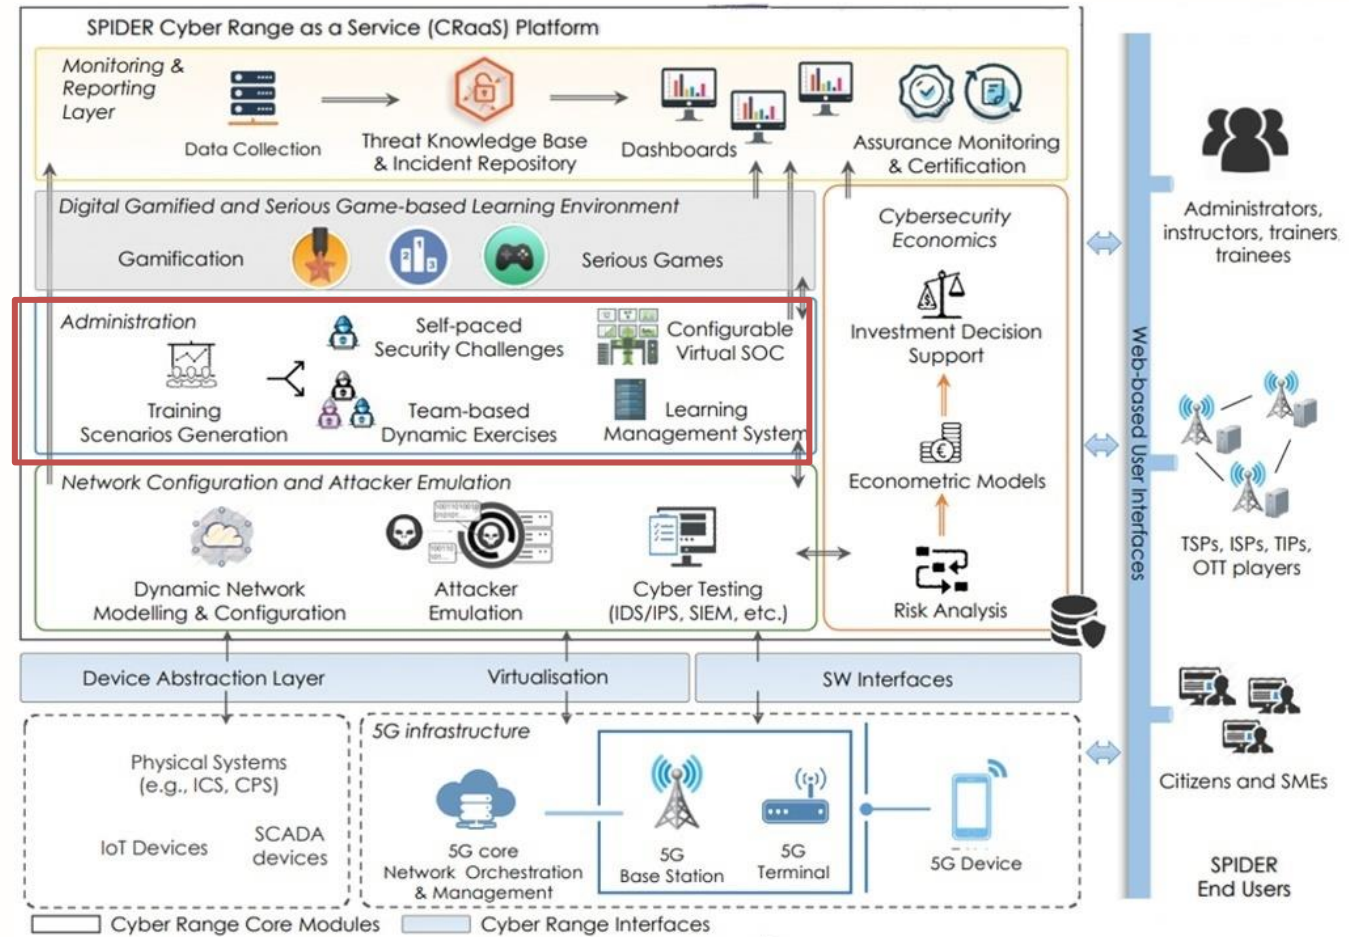 SPIDER Cyber Range as a Service (CRaaS) Platform
Monitoring &
Reporting
Layer
Data Collection
Threat Knowledge Base
& Incident Repository
Dashboards
Assurance Monitoring
& Certification
Digital Gamified and Serious Game-based Learning Environment
Gamification
1
2
3
Serious Games
Cybersecurity
Economics
Investment Decision
Support
Econometric Models
Risk Analysis
Administration
Training
Scenarios Generation
Self-paced
Security Challenges
Team-based
Dynamic Exercises
Configurable
Virtual SOC
Learning
Management System
Network Configuration and Attacker Emulation
Dynamic Network
Modelling & Configuration
Attacker
Emulation
Cyber Testing
(IDS/IPS, SIEM, etc.)
Device Abstraction Layer
Virtualisation
SW Interfaces
Physical Systems
(e.g., ICS, CPS)
IoT Devices
SCADA
devices
5G infrastructure
5G core
Network Orchestration
& Management
5G
Base Station
5G
Terminal
5G Device
Web-based User Interfaces
Administrators,
instructors, trainers
trainees
TSPs, ISPs, TIPs,
OTT players
Citizens and SMEs
SPIDER
End Users
Cyber Range Core Modules
Cyber Range Interfaces